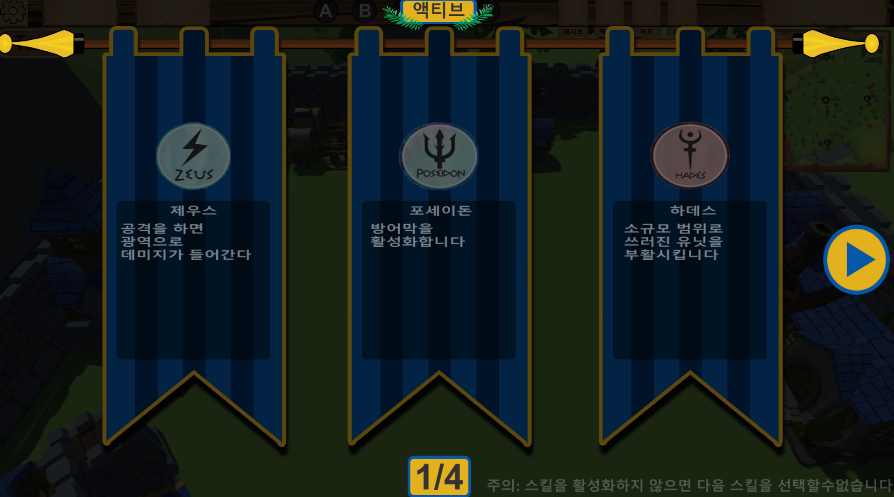 A B
액티브
ZEUS
제우스
공격을 하면
광역으로
데미지가 들어간다
POSEIDON
포세이돈
방어막을
활성화합니다
HADES
하데스
소규모 범위로
쓰러진 유닛을
부활시킵니다
1/4
주의: 스킬을 활성화하지 않으면 다음 스킬을 선택할수없습니다